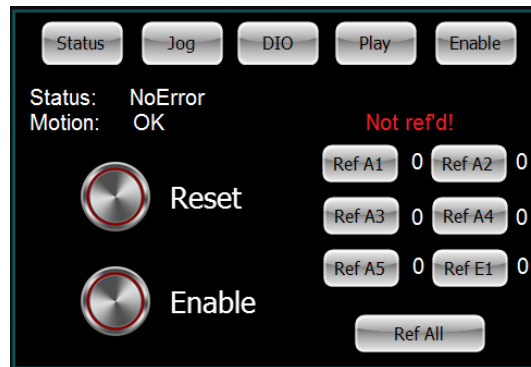 Status Jog DIO Play Enable
Status: NoError
Motion: OK Not ref'd!
Ref A1 0 Ref A2 0
Reset
Ref A3 0 Ref A4 0
Ref A5 0 Ref E1 0
Enable
Ref All